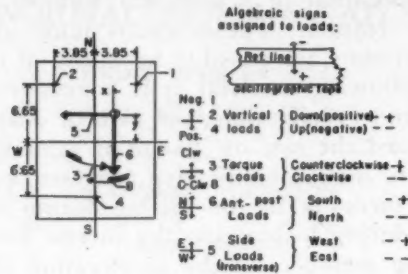 3.85 3.85
N
2
1
x
6.65
5
y
W
E
6
6.65
3
8
4
S
Algebraic signs
assigned to loads:
-
Ref. line
+
oscillographic tape
Neg. 1
2 Vertical Down(positive) +
4 loads Up(negative) -
Posit.
Clw
3 Torque Counterclockwise +
C-Clw 8 Loads Clockwise -
N 6 Ant-post South +
S Loads North -
E 5 Side West +
W Loads East -
(transverse)